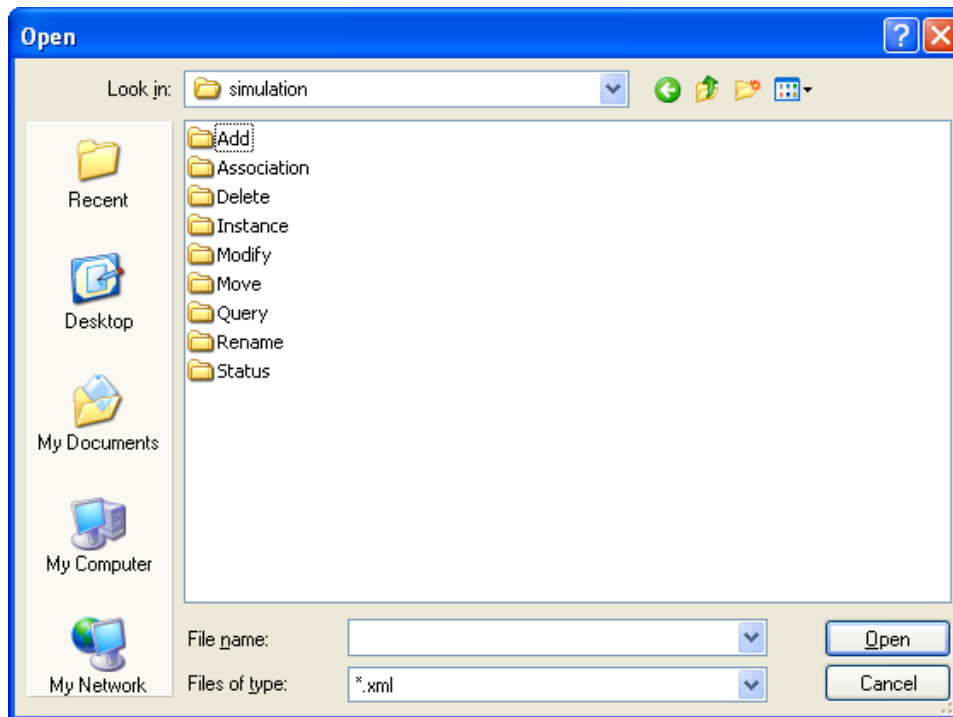 Open
Look in: simulation
Add
Association
Delete
Instance
Modify
Move
Query
Rename
Status
Recent
Desktop
My Documents
My Computer
My Network
File name: Open
Files of type: *.xml Cancel